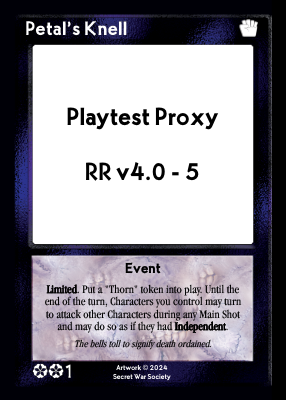 Petal's Knell
Playtest Proxy
RR v4.0 - 5
Event
Limited. Put a "Thorn" token into play. Until the
end of the turn, Characters you control may turn
to attack other Characters during any Main Shot
and may do so as if they had Independent.
The bells toll to signify death ordained.
1
Artwork © 2024
Secret War Society